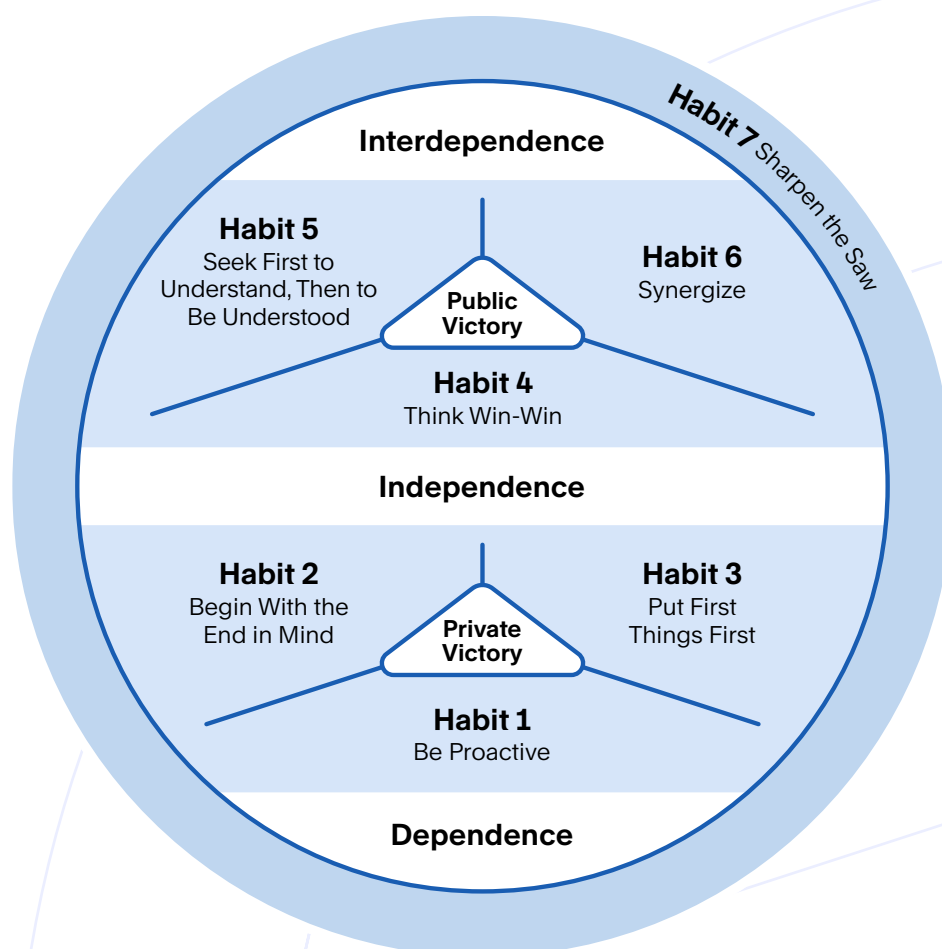 Habit 7 Sharpen the Saw
Interdependence
Habit 5
Seek First to
Understand, Then to
Be Understood
Habit 6
Synergize
Public
Victory
Habit 4
Think Win-Win
Independence
Habit 2
Begin With the
End in Mind
Habit 3
Put First
Things First
Private
Victory
Habit 1
Be Proactive
Dependence